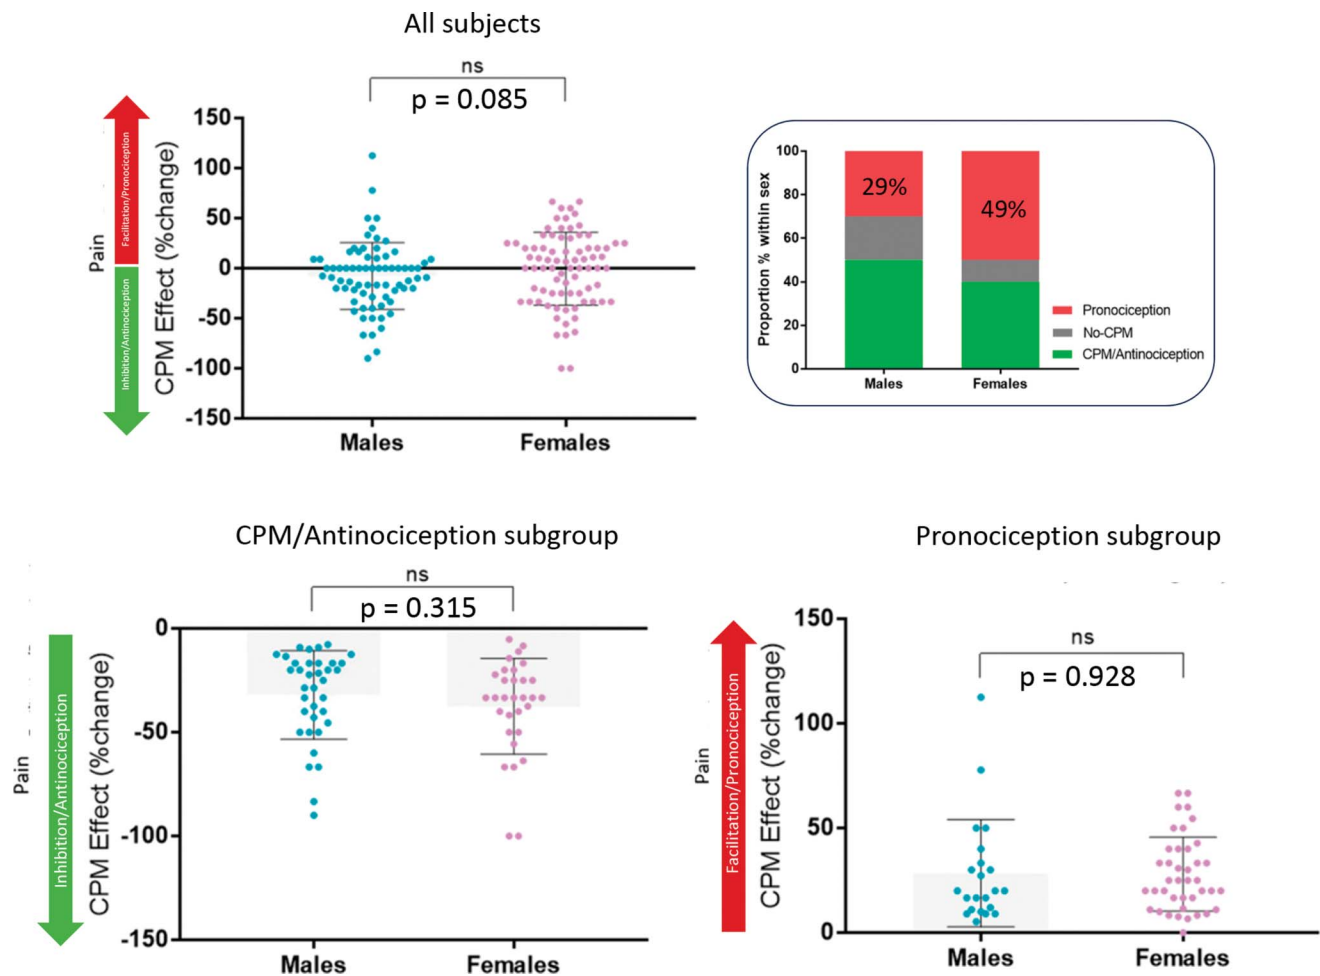 All subjects
ns
p = 0.085
Pain
Facilitation/Pronociception
Inhibition/Antinociception
CPM Effect (%change)
150
100
50
0
-50
-100
-150
Males
Females
Proportion % within sex
100
80
60
40
20
0
29%
49%
Pronociception
No-CPM
CPM/Antinociception
Males
Females
CPM/Antinociception subgroup
ns
p = 0.315
Pain
Inhibition/Antinociception
CPM Effect (%change)
0
-50
-100
-150
Males
Females
Pronociception subgroup
ns
p = 0.928
Pain
Facilitation/Pronociception
CPM Effect (%change)
150
100
50
0
Males
Females